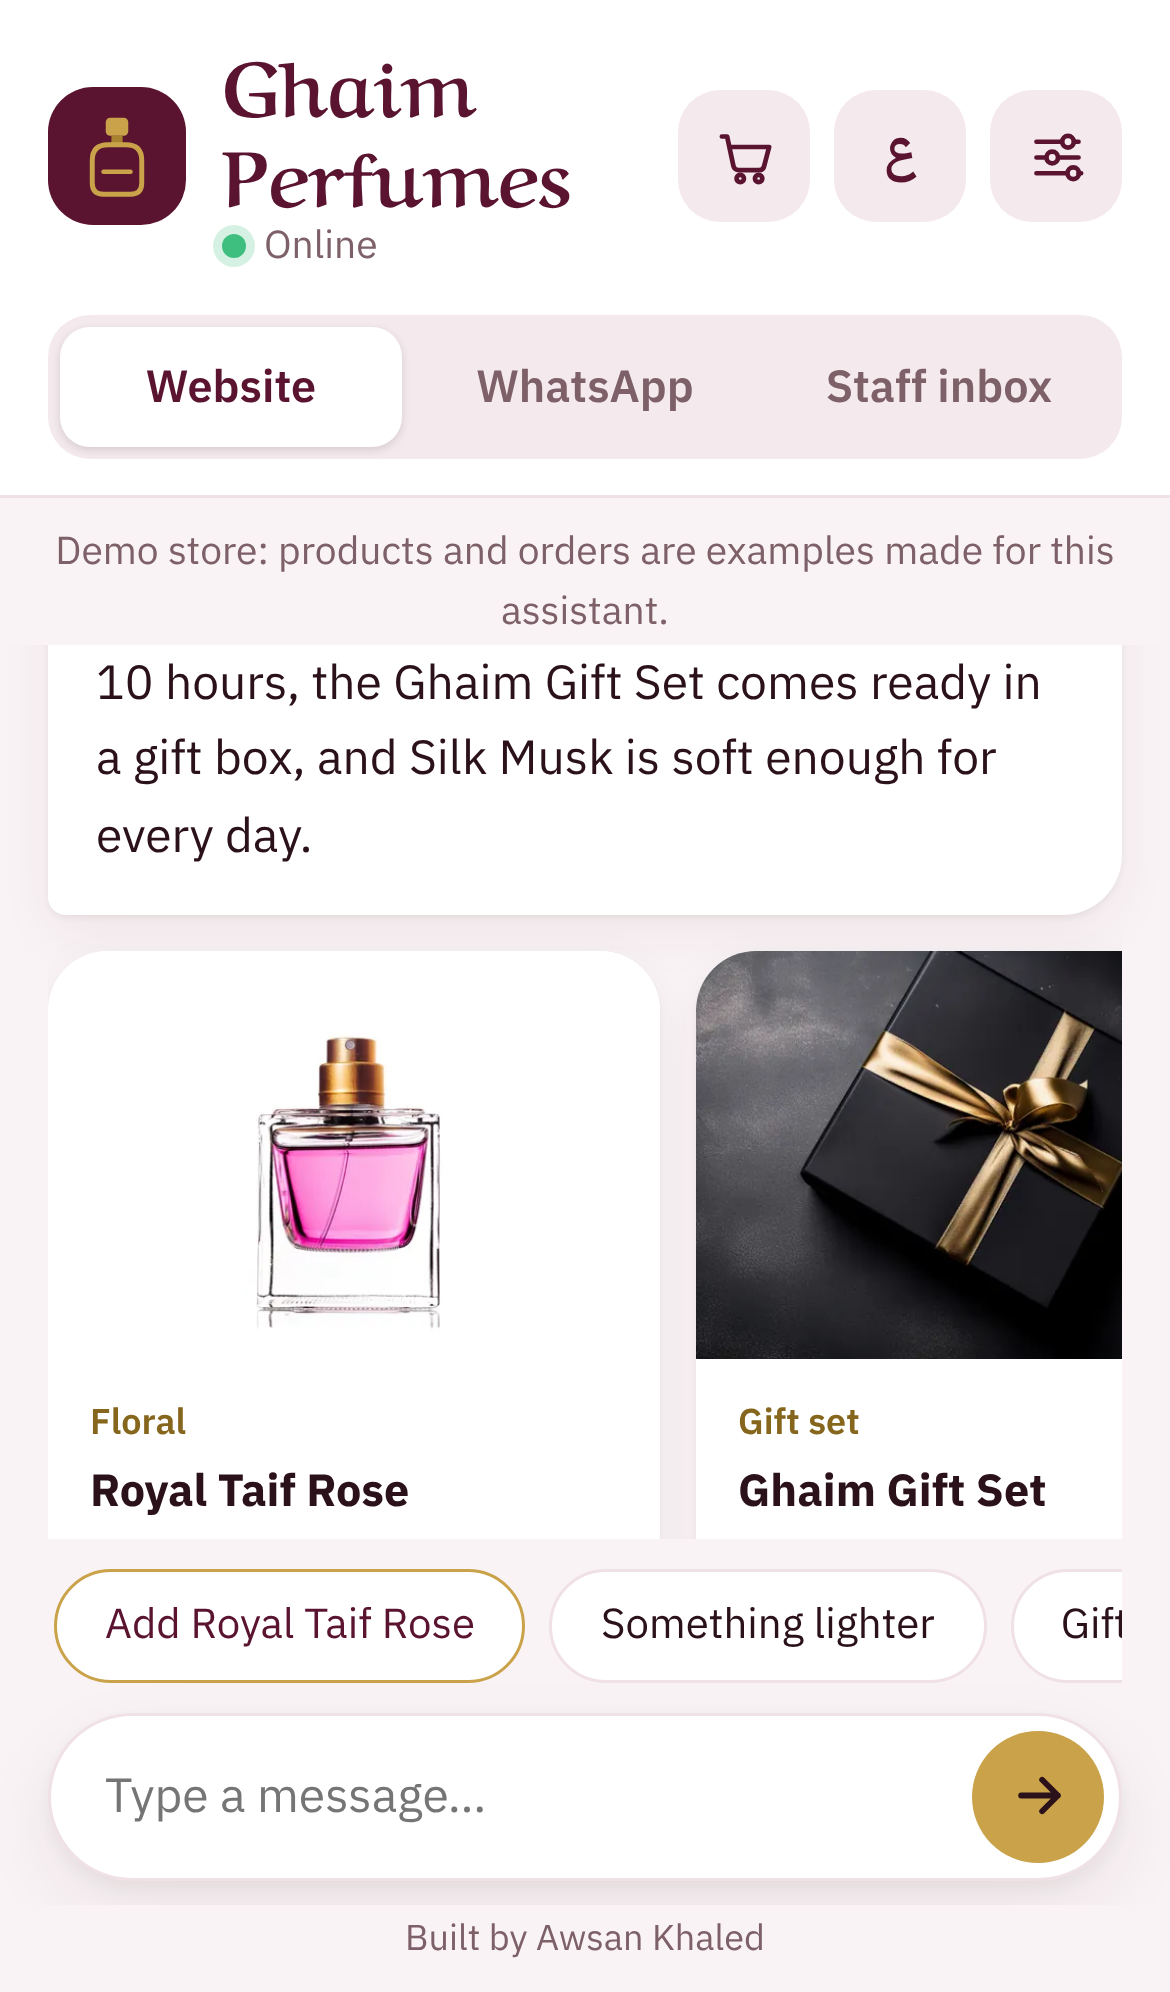 Ghaim
Perfumes
Online
ع
Website
WhatsApp
Staff inbox
Demo store: products and orders are examples made for this
assistant.
10 hours, the Ghaim Gift Set comes ready in
a gift box, and Silk Musk is soft enough for
every day.
Floral
Royal Taif Rose
Gift set
Ghaim Gift Set
Add Royal Taif Rose
Something lighter
Gift
Type a message...
Built by Awsan Khaled